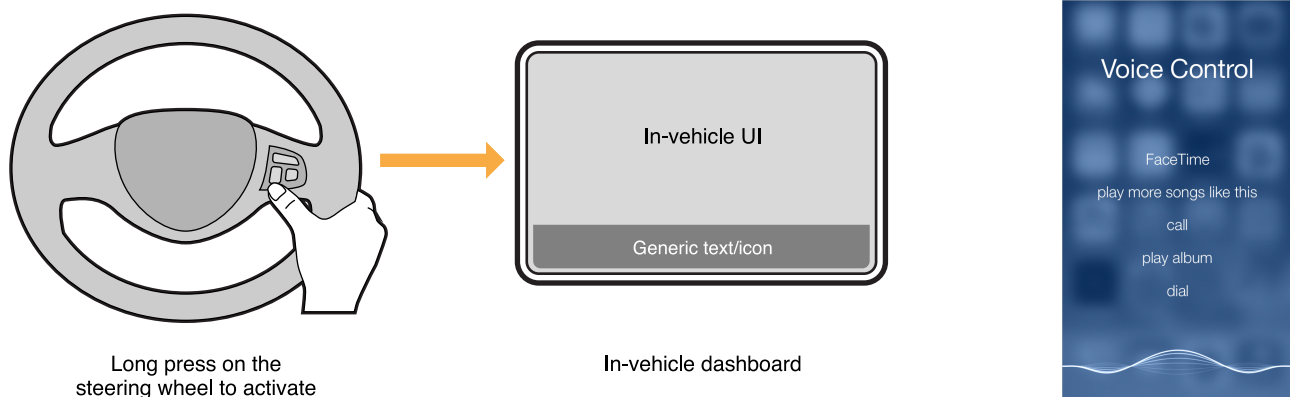 In-vehicle UI
Generic text/icon
Long press on the
steering wheel to activate
In-vehicle dashboard
Voice Control
FaceTime
play more songs like this
call
play album
dial